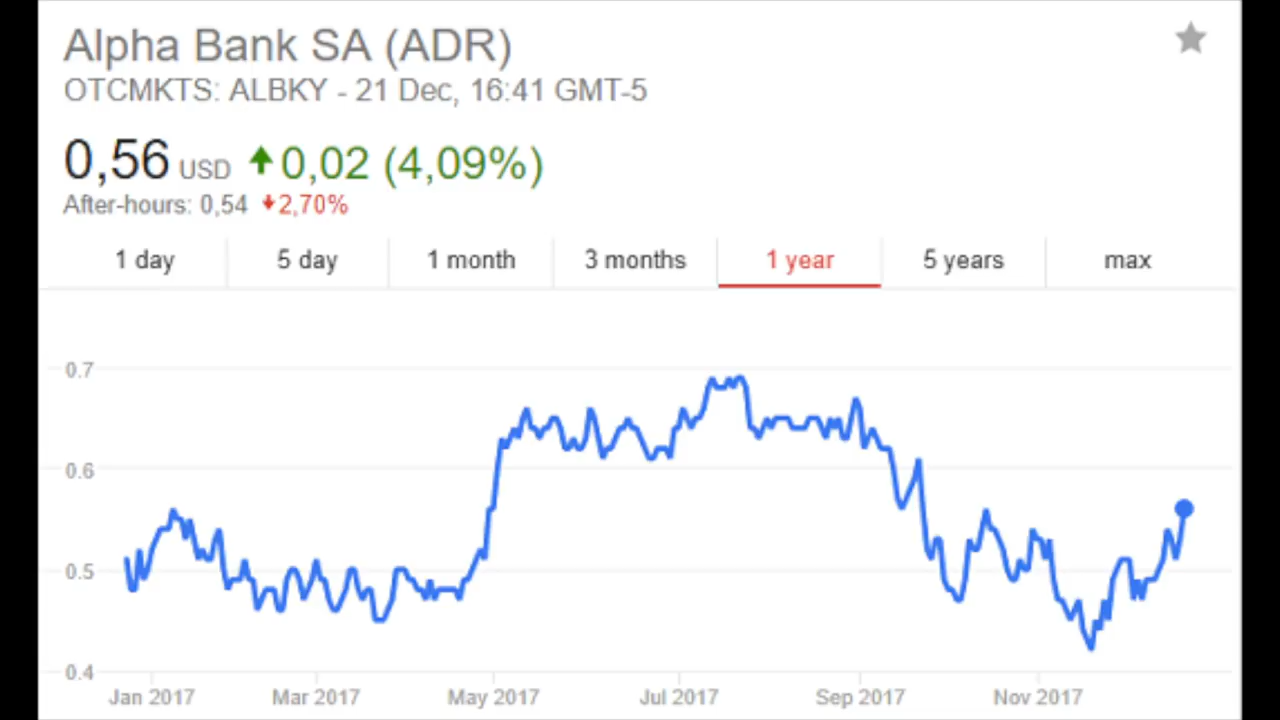 Alpha Bank SA (ADR)
OTCMKTS: ALBKY - 21 Dec, 16:41 GMT-5
0,56 USD 0,02 (4,09%)
After-hours: 0,54 2,70%
1 day 5 day 1 month 3 months 1 year 5 years max
0.7
0.6
0.5
0.4
Jan 2017 Mar 2017 May 2017 Jul 2017 Sep 2017 Nov 2017